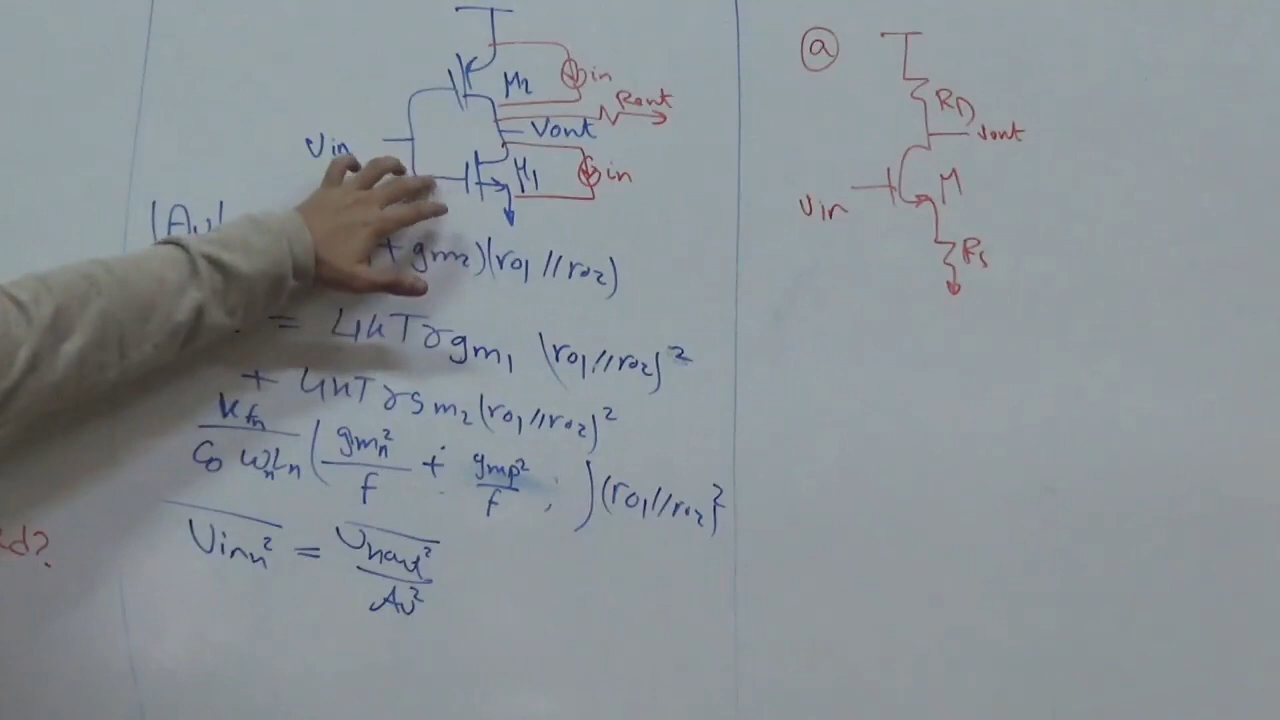 in
M2
Rout
Vin
Vout
M1
in
|Av|
+ gm2)(ro1 // ro2)
= 4kTγgm1 (ro1//ro2)²
+ 4kTγgm2(ro1//ro2)²
Kfn
Co WnLn ( gmn²/f + gmp²/f ) (ro1//ro2)²
Vinn² = Vnout²/Av²
ed?
a
RD
Vout
M
Vin
Rs